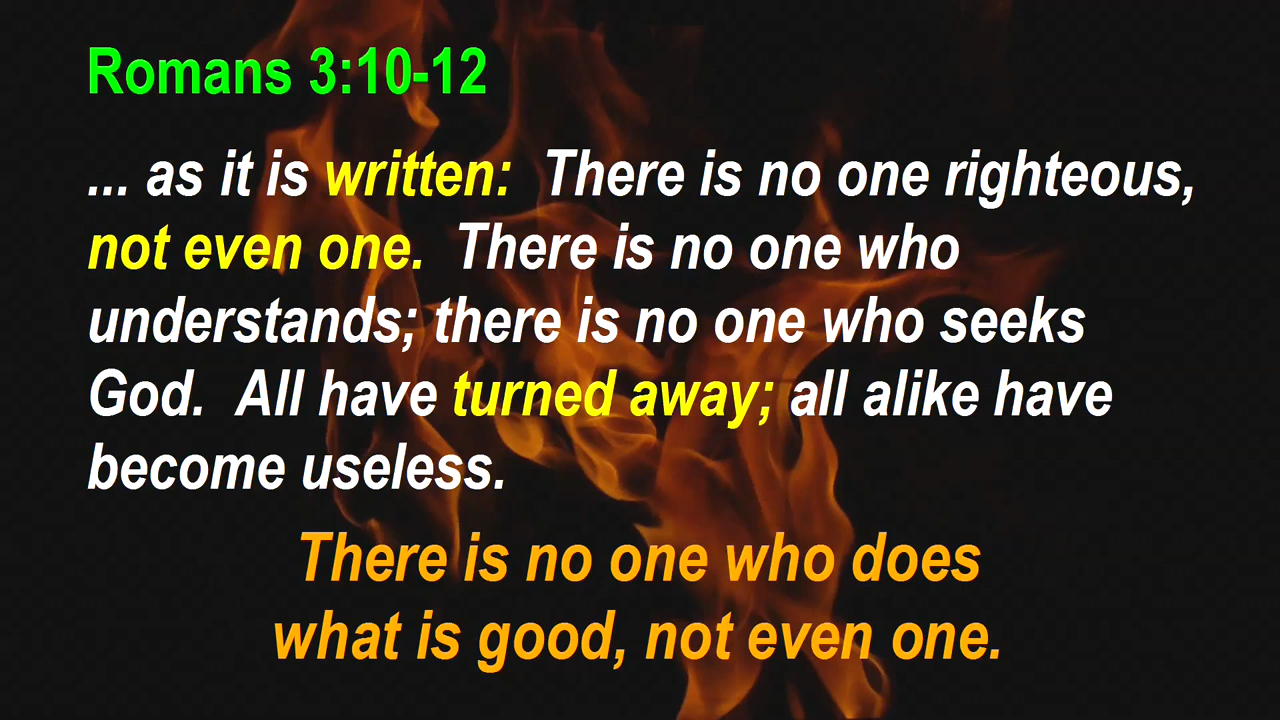 Romans 3:10-12
... as it is written:  There is no one righteous,
not even one.  There is no one who
understands; there is no one who seeks
God.  All have turned away; all alike have
become useless.
There is no one who does
what is good, not even one.